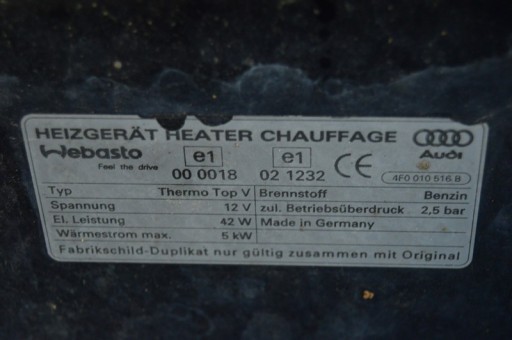 HEIZGERÄT HEATER CHAUFFAGE
Webasto e1 e1 CE Audi
Feel the drive
00 0018 02 1232 4F0 010 516 B
Typ Thermo Top V Brennstoff Benzin
Spannung 12 V zul. Betriebsüberdruck 2,5 bar
El. Leistung 42 W Made in Germany
Wärmestrom max. 5 kW
Fabrikschild-Duplikat nur gültig zusammen mit Original